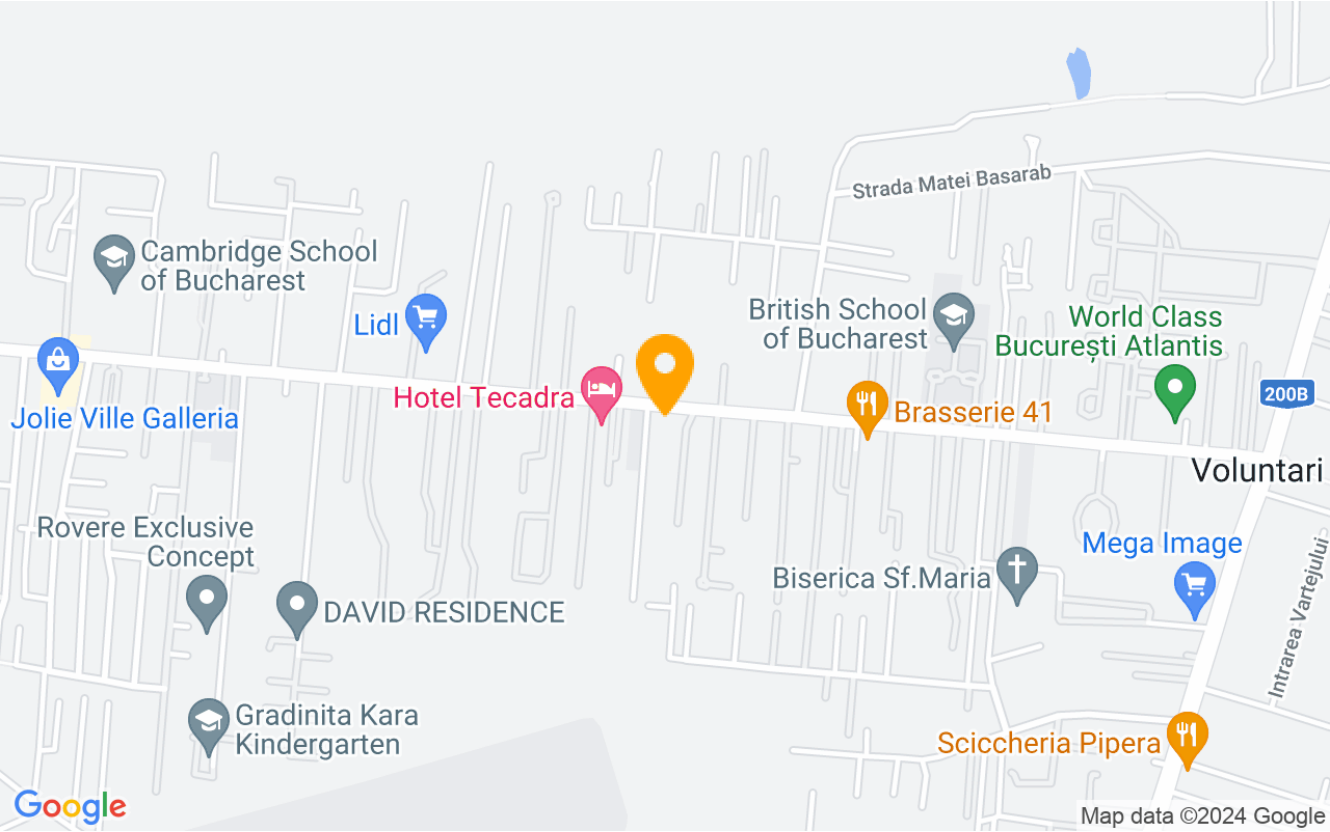 Strada Matei Basarab
Cambridge School
of Bucharest
Lidl
British School
of Bucharest
World Class
București Atlantis
200B
Jolie Ville Galleria
Hotel Tecadra
Brasserie 41
Voluntari
Rovere Exclusive
Concept
Mega Image
Biserica Sf.Maria
DAVID RESIDENCE
Intrarea Vartejului
Gradinita Kara
Kindergarten
Sciccheria Pipera
Google
Map data ©2024 Google